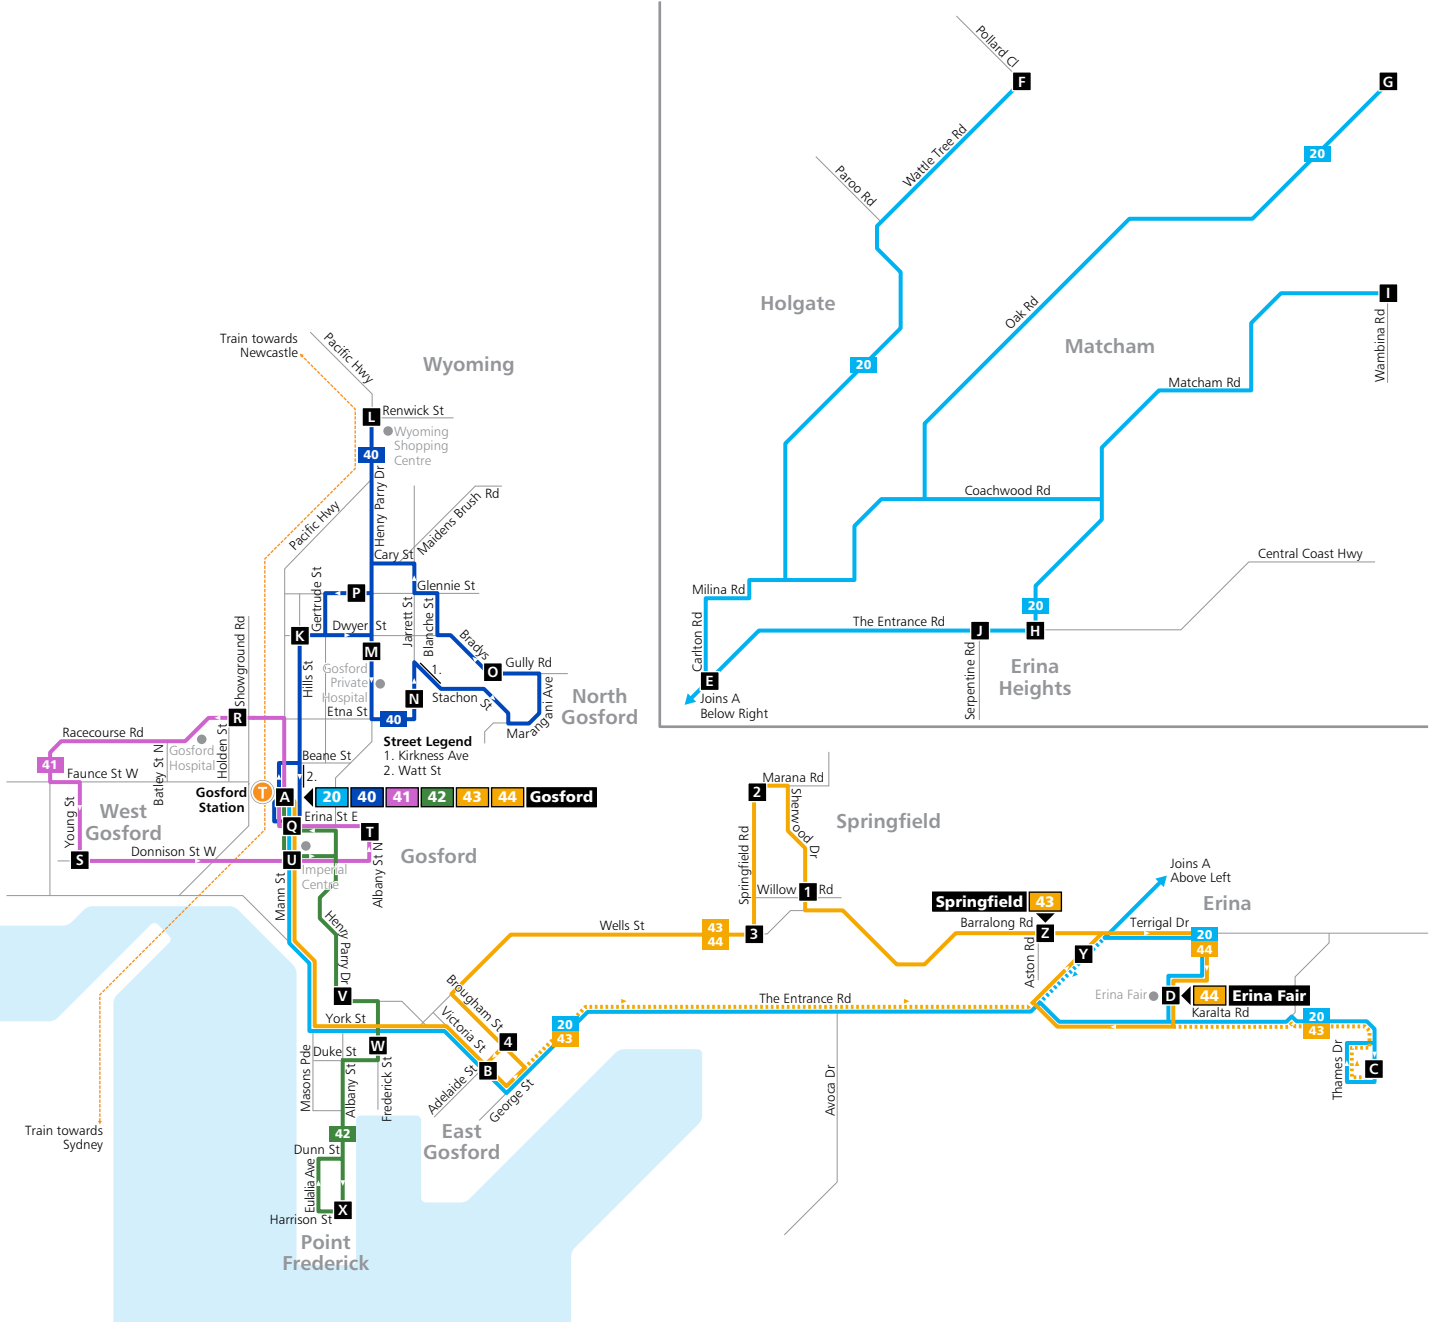 Pollard Cl
F
G
Wattle Tree Rd
20
Paroo Rd
Holgate
Oak Rd
Matcham
I
Wambina Rd
20
Matcham Rd
Coachwood Rd
Central Coast Hwy
Milina Rd
20
The Entrance Rd
J
H
Carlton Rd
Serpentine Rd
Erina
Heights
E
Joins A
Below Right
Train towards
Newcastle
Pacific Hwy
Wyoming
L
Renwick St
Wyoming
Shopping
Centre
40
Henry Parry Dr
Maidens Brush Rd
Pacific Hwy
Cary St
Glennie St
P
Gertrude St
Jarrett St
Blanche St
K
Dwyer St
M
Bradys
O
Gully Rd
Hills St
Gosford
Private
Hospital
1.
N
Stachon St
Marangani Ave
North
Gosford
Etna St
40
Showground Rd
R
Racecourse Rd
Holden St
Batley St N
Gosford
Hospital
41
Faunce St W
Beane St
2.
Street Legend
1. Kirkness Ave
2. Watt St
Gosford
Station
T
A
20
40
41
42
43
44
Gosford
West
Gosford
Young St
S
Donnison St W
Erina St E
Q
T
U
Imperial
Centre
Albany St N
Gosford
Mann St
Henry Parry Dr
V
York St
W
Duke St
Masons Pde
Albany St
Frederick St
42
Dunn St
Eulalia Ave
X
Harrison St
Point
Frederick
Train towards
Sydney
Brougham St
Victoria St
4
B
Adelaide St
George St
East
Gosford
20
43
Wells St
43
44
3
2
Marana Rd
Sherwood Dr
Springfield Rd
Willow Rd
1
Springfield
Springfield
43
Barralong Rd
Z
Aston Rd
Y
Joins A
Above Left
Erina
Terrigal Dr
20
44
Erina Fair
D
44
Erina Fair
Karalta Rd
20
43
Thames Dr
C
The Entrance Rd
Avoca Dr